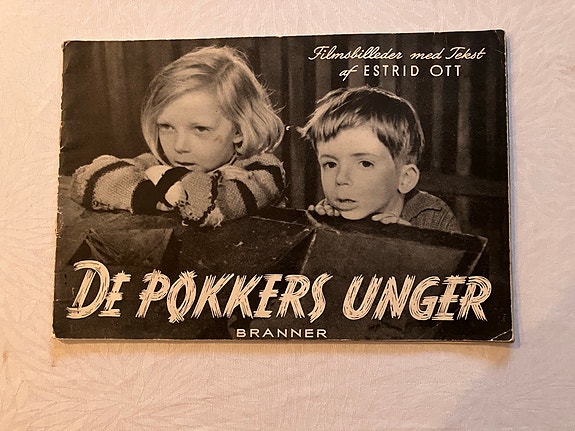 Filmsbilleder med Tekst
af ESTRID OTT
DE PØKKERS UNGER
BRANNER